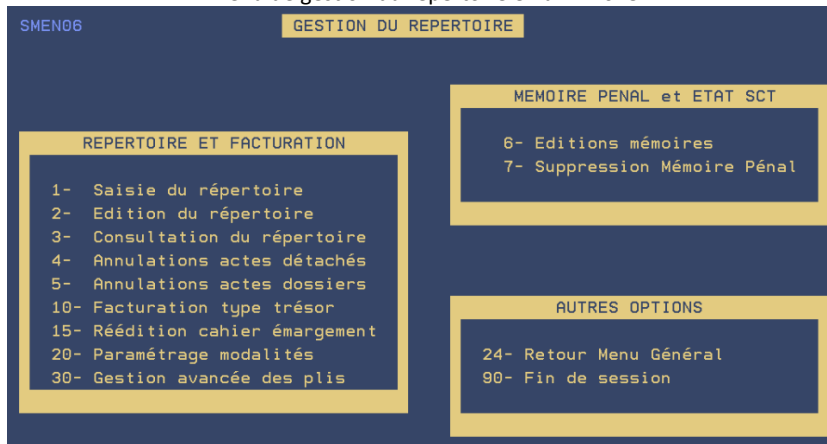 SMEN06
GESTION DU REPERTOIRE
REPERTOIRE ET FACTURATION
1- Saisie du répertoire
2- Edition du répertoire
3- Consultation du répertoire
4- Annulations actes détachés
5- Annulations actes dossiers
10- Facturation type trésor
15- Réédition cahier émargement
20- Paramétrage modalités
30- Gestion avancée des plis
MEMOIRE PENAL et ETAT SCT
6- Editions mémoires
7- Suppression Mémoire Pénal
AUTRES OPTIONS
24- Retour Menu Général
90- Fin de session